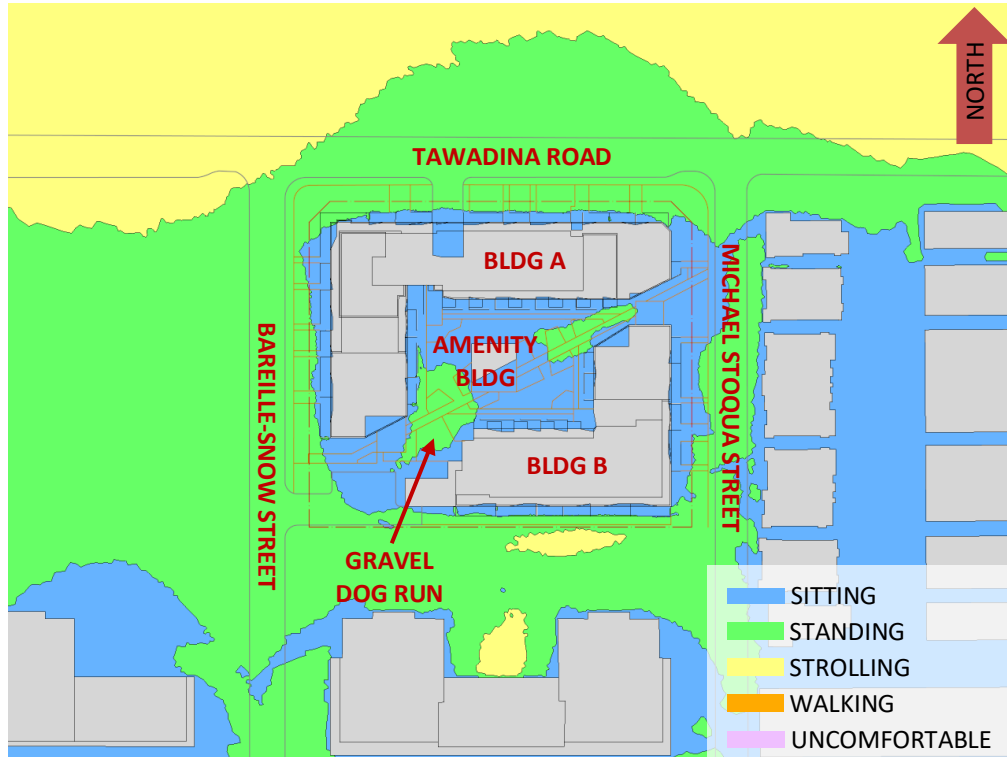 NORTH
TAWADINA ROAD
BLDG A
MICHAEL STOQUA STREET
BAREILLE-SNOW STREET
AMENITY
BLDG
BLDG B
GRAVEL
DOG RUN
SITTING
STANDING
STROLLING
WALKING
UNCOMFORTABLE